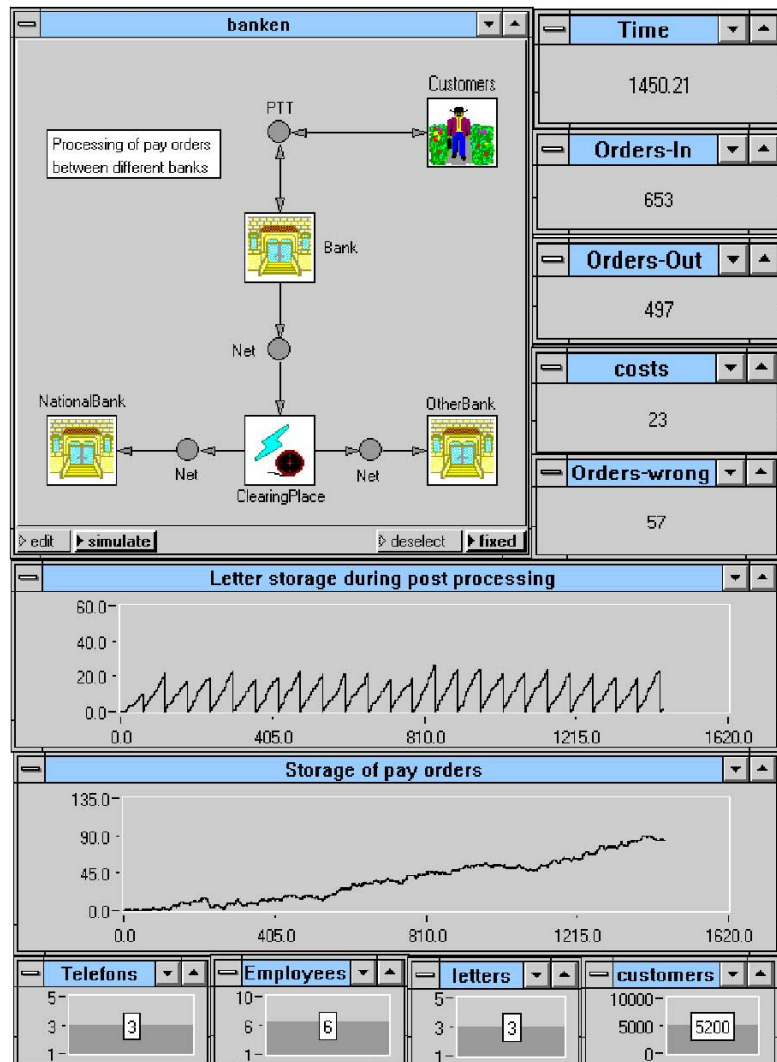 banken
Time
1450.21
Customers
PTT
Processing of pay orders
between different banks
Orders-In
653
Bank
Orders-Out
497
Net
costs
23
NationalBank
OtherBank
Net
Net
ClearingPlace
Orders-wrong
57
edit
simulate
deselect
fixed
Letter storage during post processing
60.0
40.0
20.0
0.0
0.0 405.0 810.0 1215.0 1620.0
Storage of pay orders
135.0
90.0
45.0
0.0
0.0 405.0 810.0 1215.0 1620.0
Telefons
5
3
1
3
Employees
10
6
1
6
letters
5
3
1
3
customers
10000
5000
0
5200